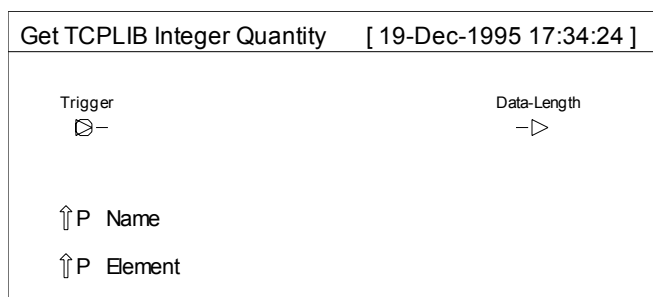 Get TCPLIB Integer Quantity [ 19-Dec-1995 17:34:24 ]
Trigger Data-Length
⇑P Name
⇑P Element